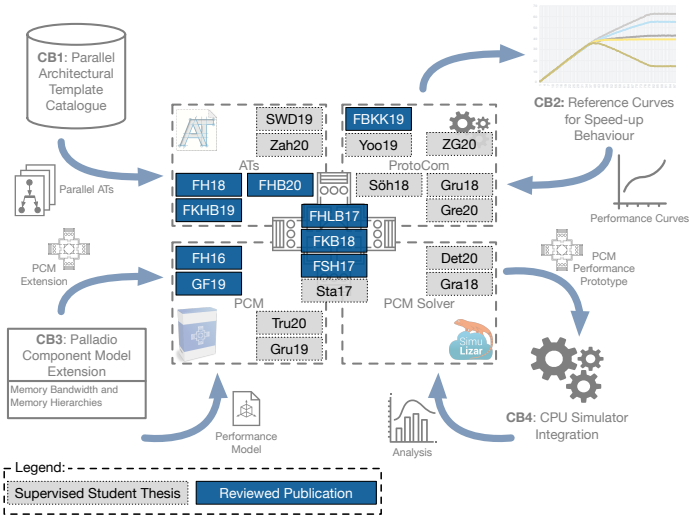 CB1: Parallel
Architectural
Template
Catalogue
Parallel ATs
PCM
Extension
CB3: Palladio
Component Model
Extension
Memory Bandwidth and
Memory Hierarchies
AT
SWD19
Zah20
ATs
FH18
FHB20
FKHB19
FBKK19
Yoo19
ZG20
ProtoCom
Söh18
Gru18
Gre20
FHLB17
FKB18
FSH17
Sta17
FH16
GF19
PCM
Tru20
Gru19
Det20
Gra18
PCM Solver
Simu
Lizar
CB2: Reference Curves
for Speed-up
Behaviour
Performance Curves
PCM
Performance
Prototype
CB4: CPU Simulator
Integration
Performance
Model
Analysis
Legend:
Supervised Student Thesis
Reviewed Publication